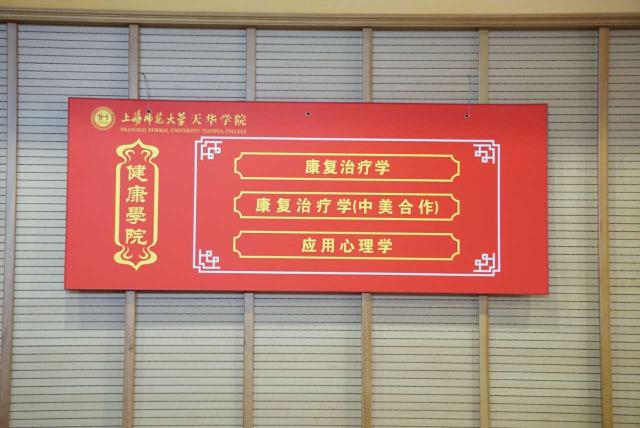 上海师范大学天华学院
SHANGHAI NORMAL UNIVERSITY TIANHUA COLLEGE
健康學院
康复治疗学
康复治疗学(中美合作)
应用心理学